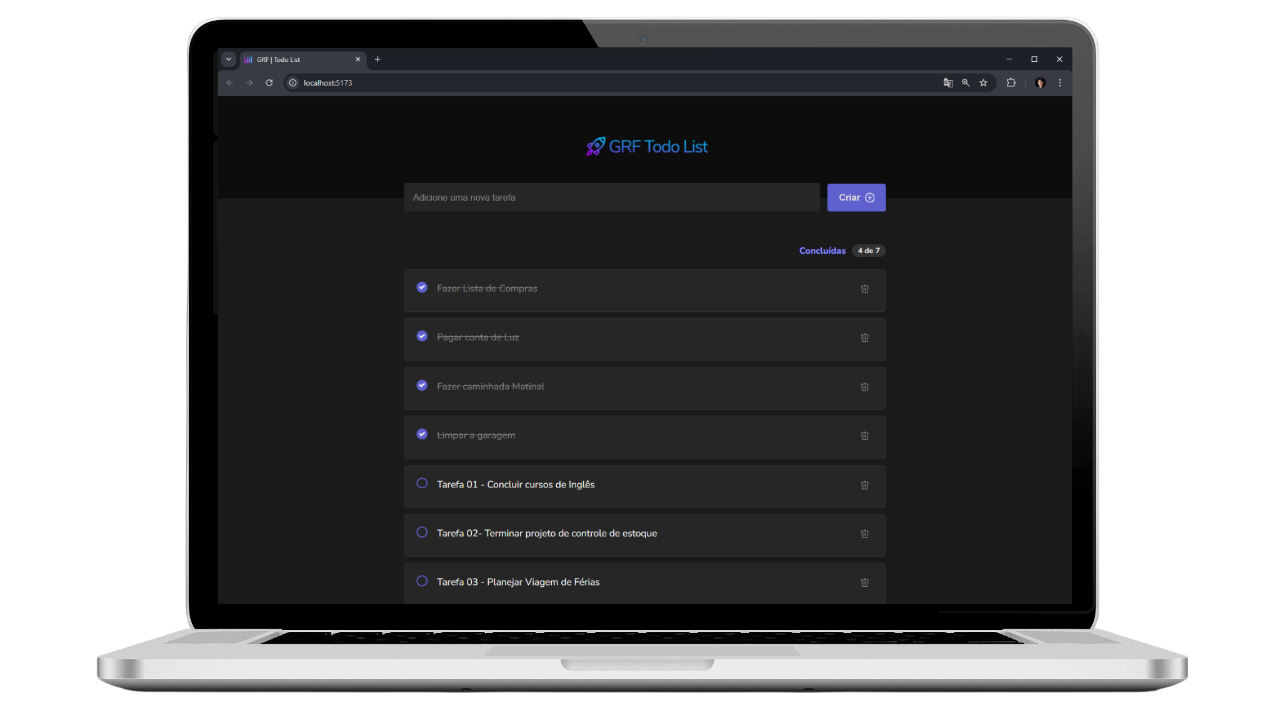 GRF | Todo List
localhost:5173
GRF Todo List
Adicione uma nova tarefa
Criar
Concluídas 4 de 7
Fazer Lista de Compras
Pagar conta de Luz
Fazer caminhada Matinal
Limpar a garagem
Tarefa 01 - Concluir cursos de Inglês
Tarefa 02- Terminar projeto de controle de estoque
Tarefa 03 - Planejar Viagem de Férias